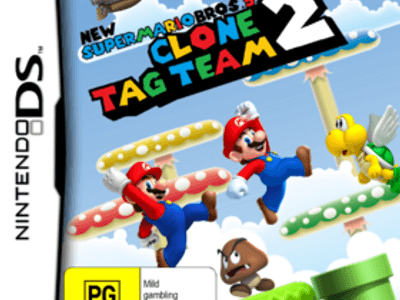 NINTENDO DS
NEW
SUPER MARIO BROS.
CLONE
TAG TEAM 2
PG
Mild
gambling